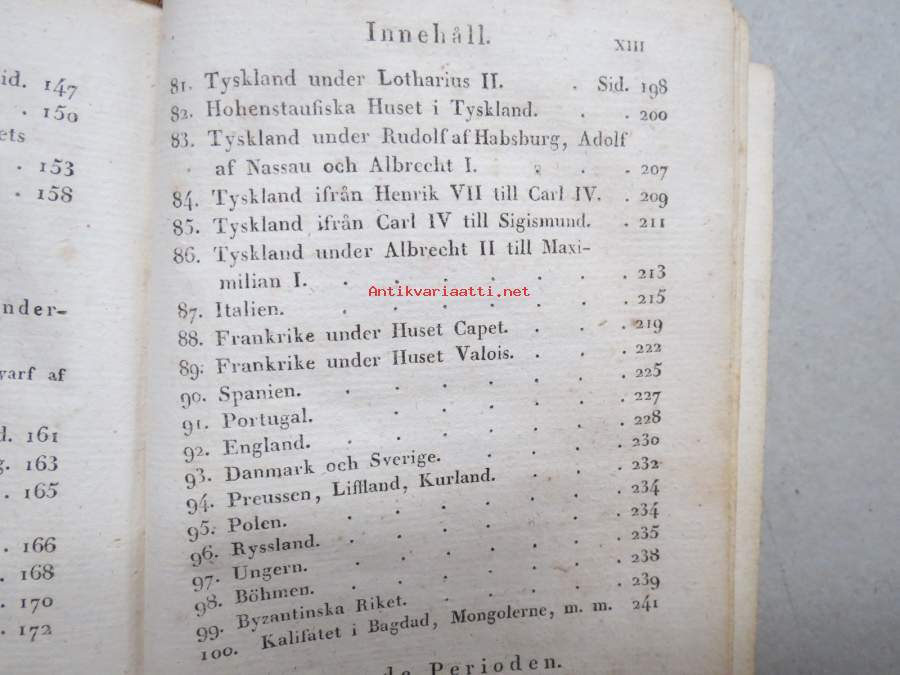 id. 147
. 150
ets
. 153
. 158
nder-
varf af
d. 161
g. 163
. 165
. 166
. 168
. 170
. 172
Innehåll.
XIII
81. Tyskland under Lotharius II. . Sid. 198
82. Hohenstaufiska Huset i Tyskland. . . 200
83. Tyskland under Rudolf af Habsburg, Adolf
af Nassau och Albrecht I. . . . 207
84. Tyskland ifrån Henrik VII till Carl IV. . 209
85. Tyskland ifrån Carl IV till Sigismund. . 211
86. Tyskland under Albrecht II till Maxi-
milian I. . . . . . . . 213
Antikvariaatti.net
87. Italien. . . . . . . . 215
88. Frankrike under Huset Capet. . . . 219
89. Frankrike under Huset Valois. . . . 222
90. Spanien. . . . . . . . 225
91. Portugal. . . . . . . 227
92. England. . . . . . . . 228
93. Danmark och Sverige. . . . . 230
94. Preussen, Liffland, Kurland. . . . 232
95. Polen. . . . . . . . 234
96. Ryssland. . . . . . . . 234
97. Ungern. . . . . . . . 235
98. Böhmen. . . . . . . . 238
99. Byzantinska Riket. . . . . . 239
100. Kalifatet i Bagdad, Mongolerne, m. m. 241
de Perioden.